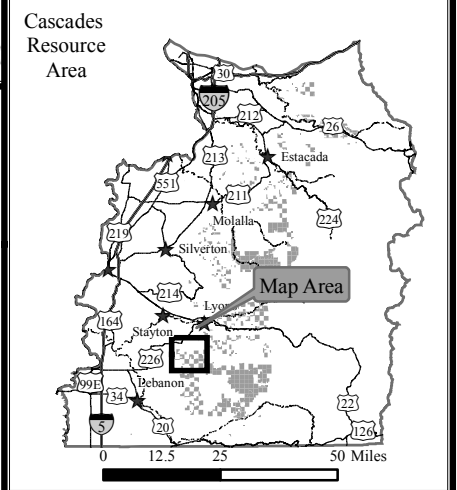 Cascades
Resource
Area
30
205
212
26
213
Estacada
551
211
224
Molalla
219
Silverton
214
Map Area
Lyon
164
Stayton
226
99E
Lebanon
34
22
5
20
126
0 12.5 25 50 Miles